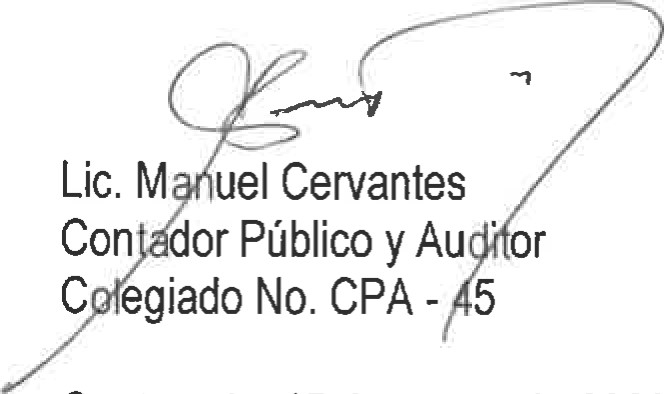 Lic. Manuel Cervantes
Contador Público y Auditor
Colegiado No. CPA - 45